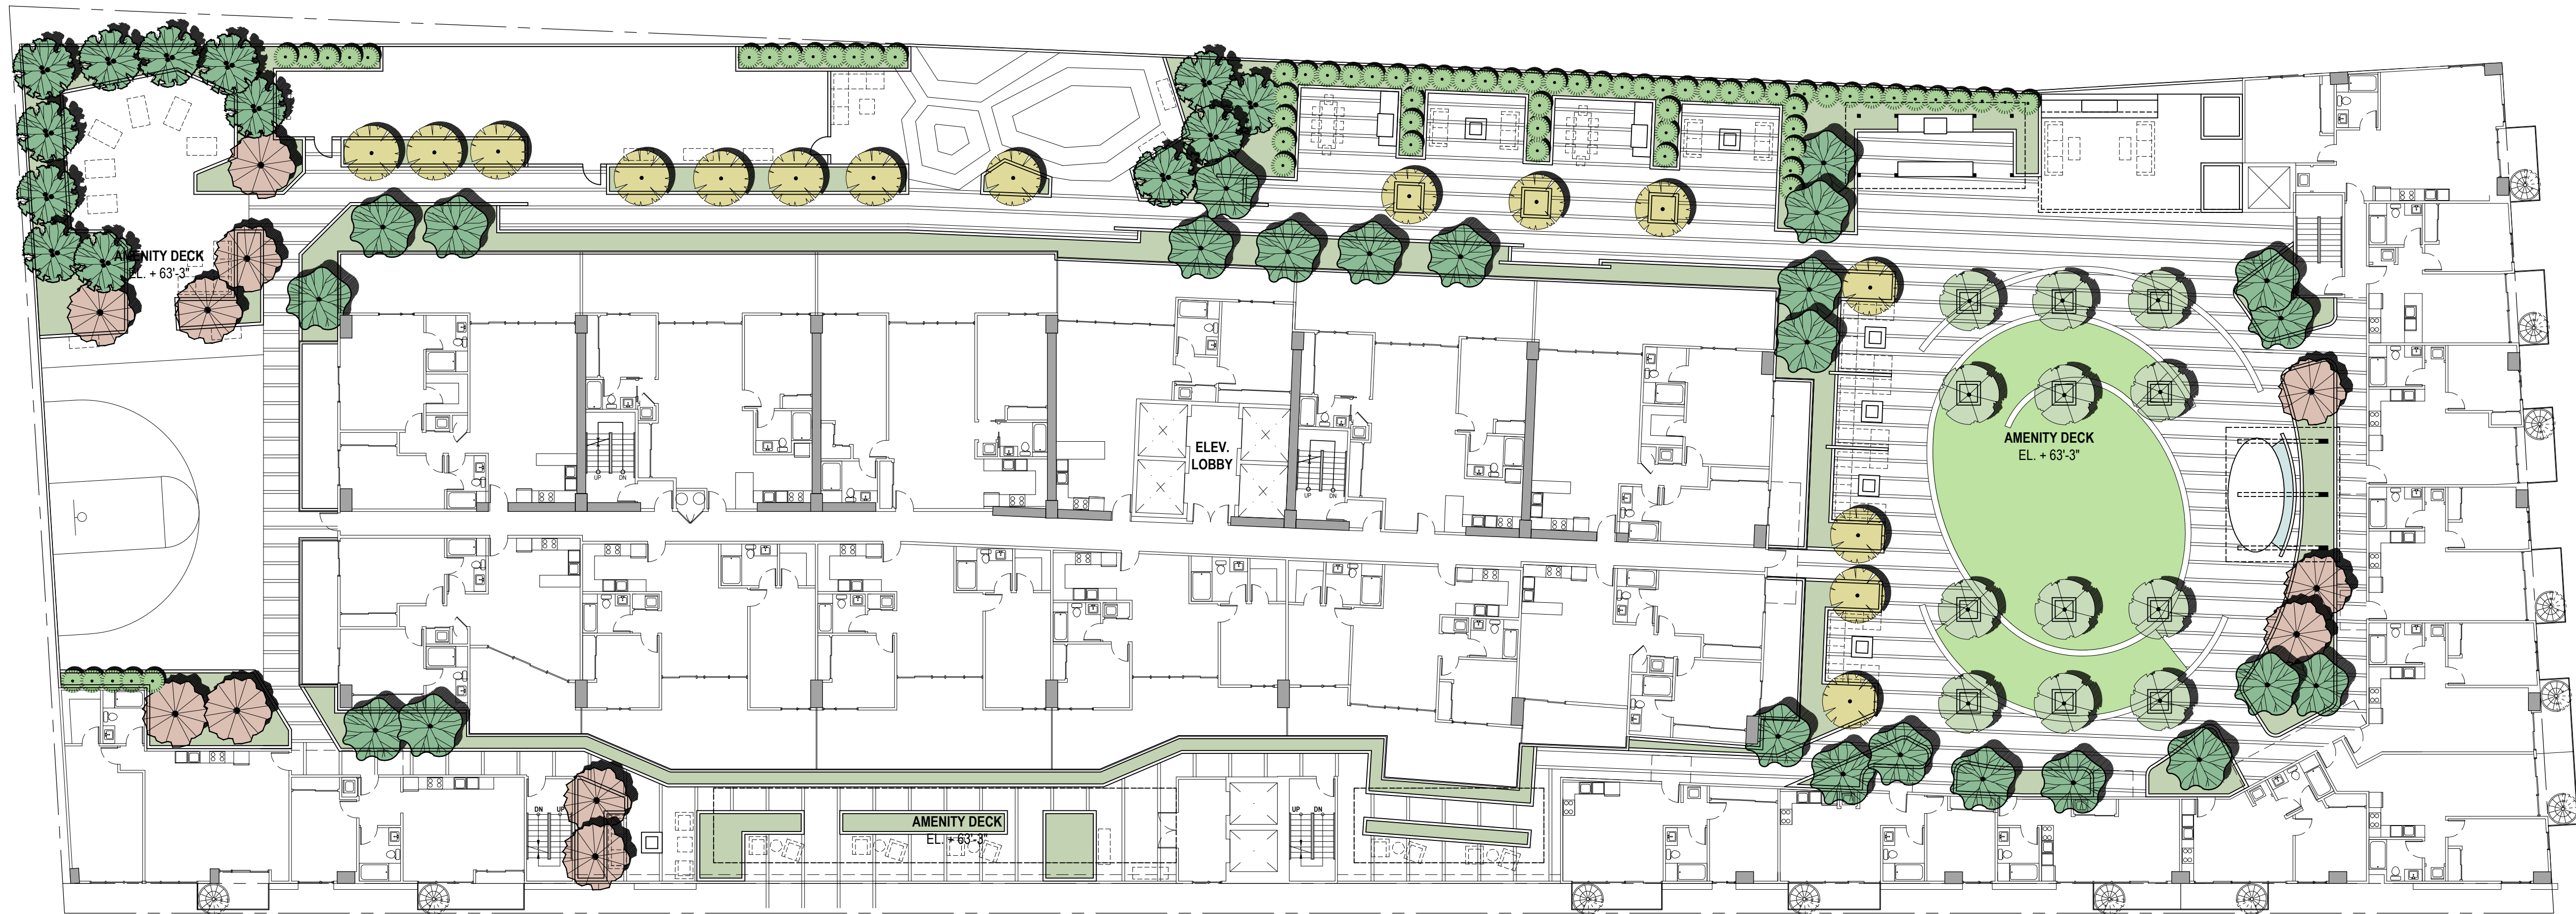 AMENITY DECK
EL. + 63'-3"
ELEV.
LOBBY
AMENITY DECK
EL. + 63'-3"
UP
DN
UP
DN
DN
UP
AMENITY DECK
EL. + 63'-3"
UP
DN